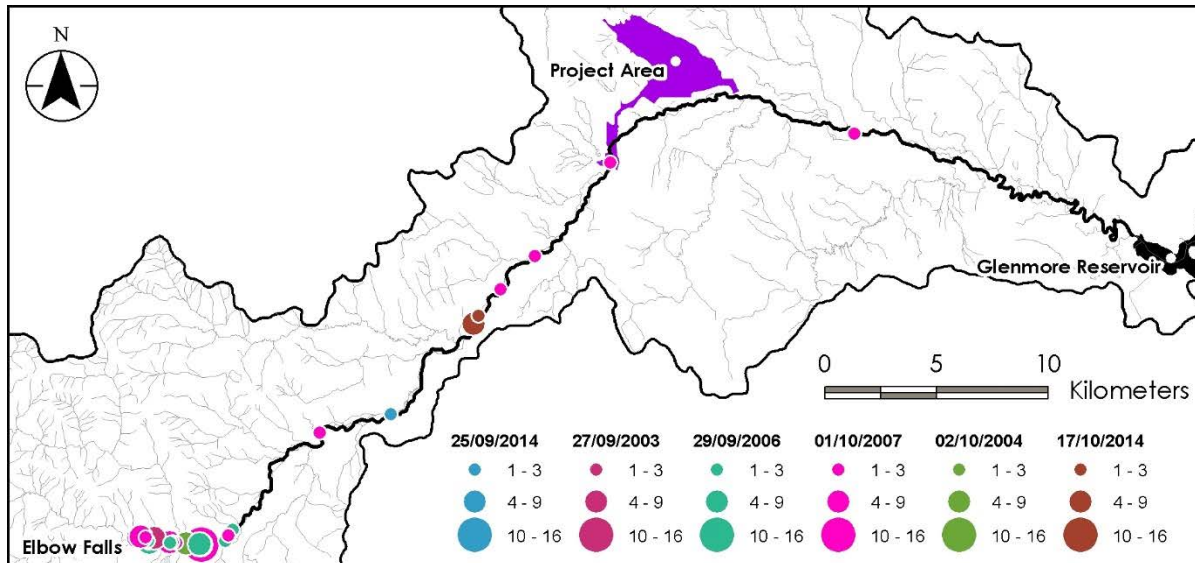 N
Project Area
Glenmore Reservoir
0 5 10
Kilometers
25/09/2014 27/09/2003 29/09/2006 01/10/2007 02/10/2004 17/10/2014
1 - 3 1 - 3 1 - 3 1 - 3 1 - 3 1 - 3
4 - 9 4 - 9 4 - 9 4 - 9 4 - 9 4 - 9
10 - 16 10 - 16 10 - 16 10 - 16 10 - 16 10 - 16
Elbow Falls